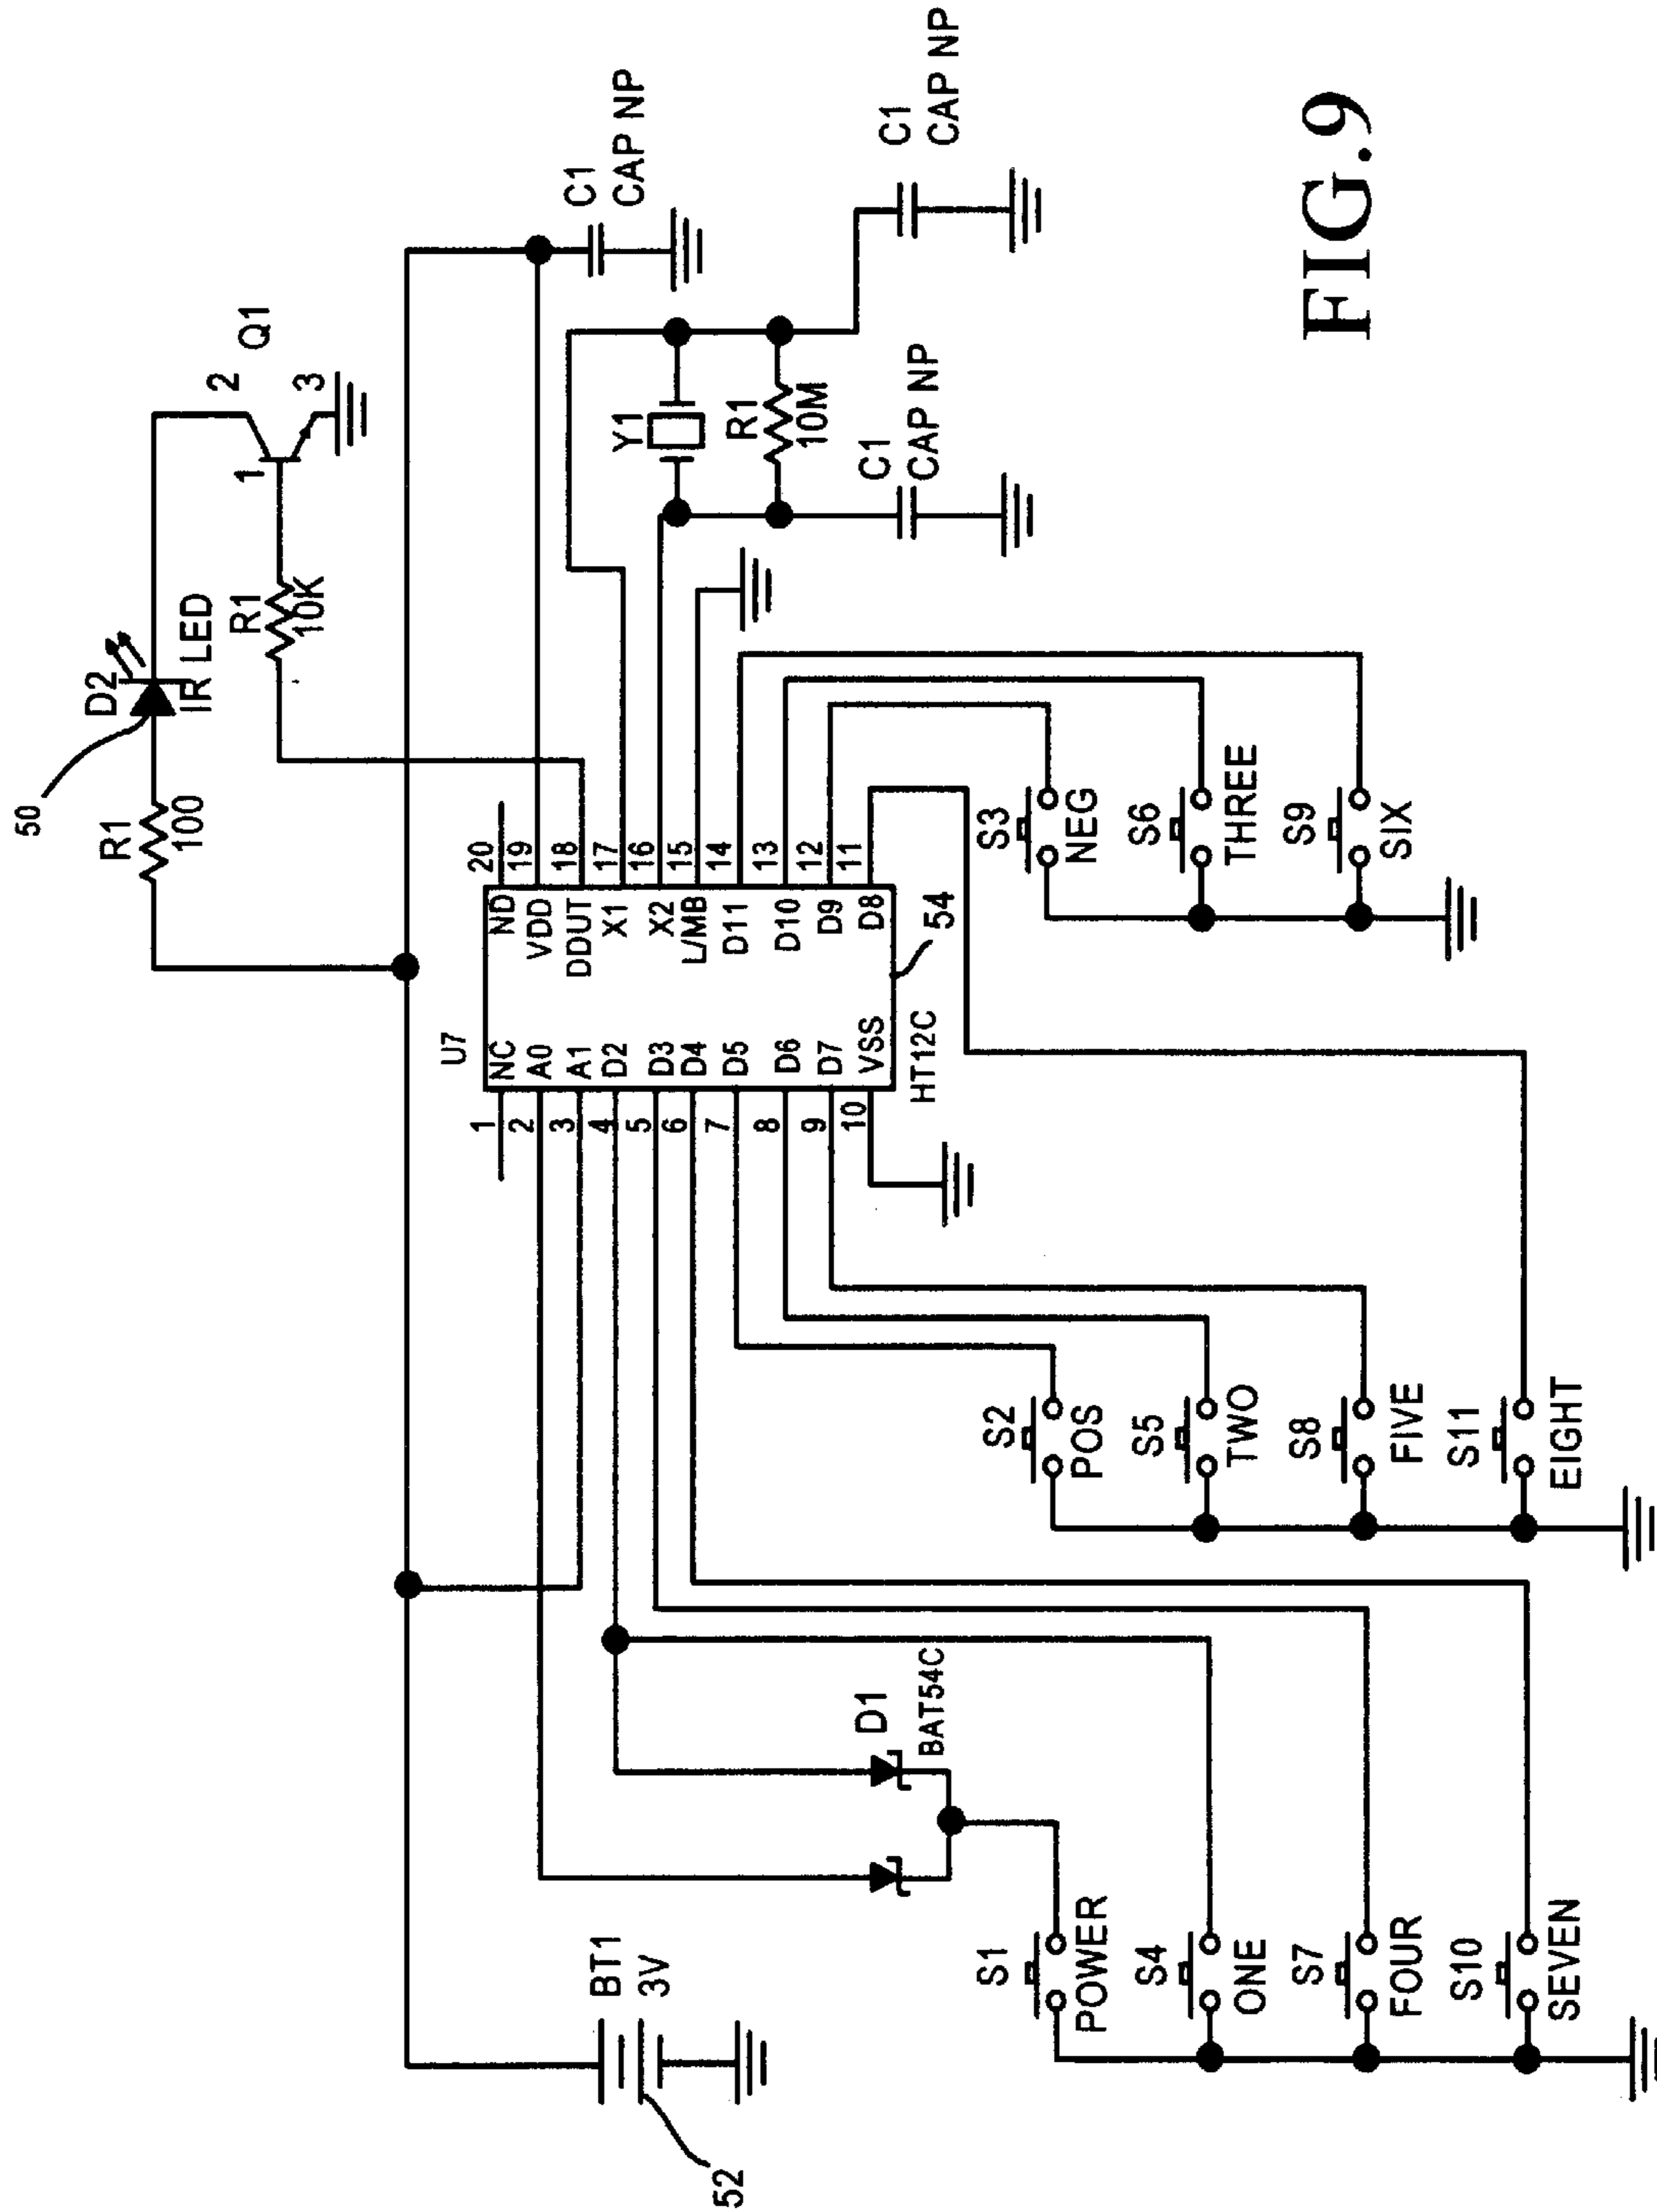 50
R1
100
D2
IR LED
R1
10K
1
2
3
Q1
52
BT1
3V
U7
1
2
3
4
5
6
7
8
9
10
NC
A0
A1
D2
D3
D4
D5
D6
D7
VSS
ND
VDD
DDUT
X1
X2
L/MB
D11
D10
D9
D8
20
19
18
17
16
15
14
13
12
11
HT12C
54
C1
CAP NP
Y1
R1
10M
C1
CAP NP
C1
CAP NP
D1
BAT54C
S1
POWER
S4
ONE
S7
FOUR
S10
SEVEN
S2
POS
S5
TWO
S8
FIVE
S11
EIGHT
S3
NEG
S6
THREE
S9
SIX
FIG.9